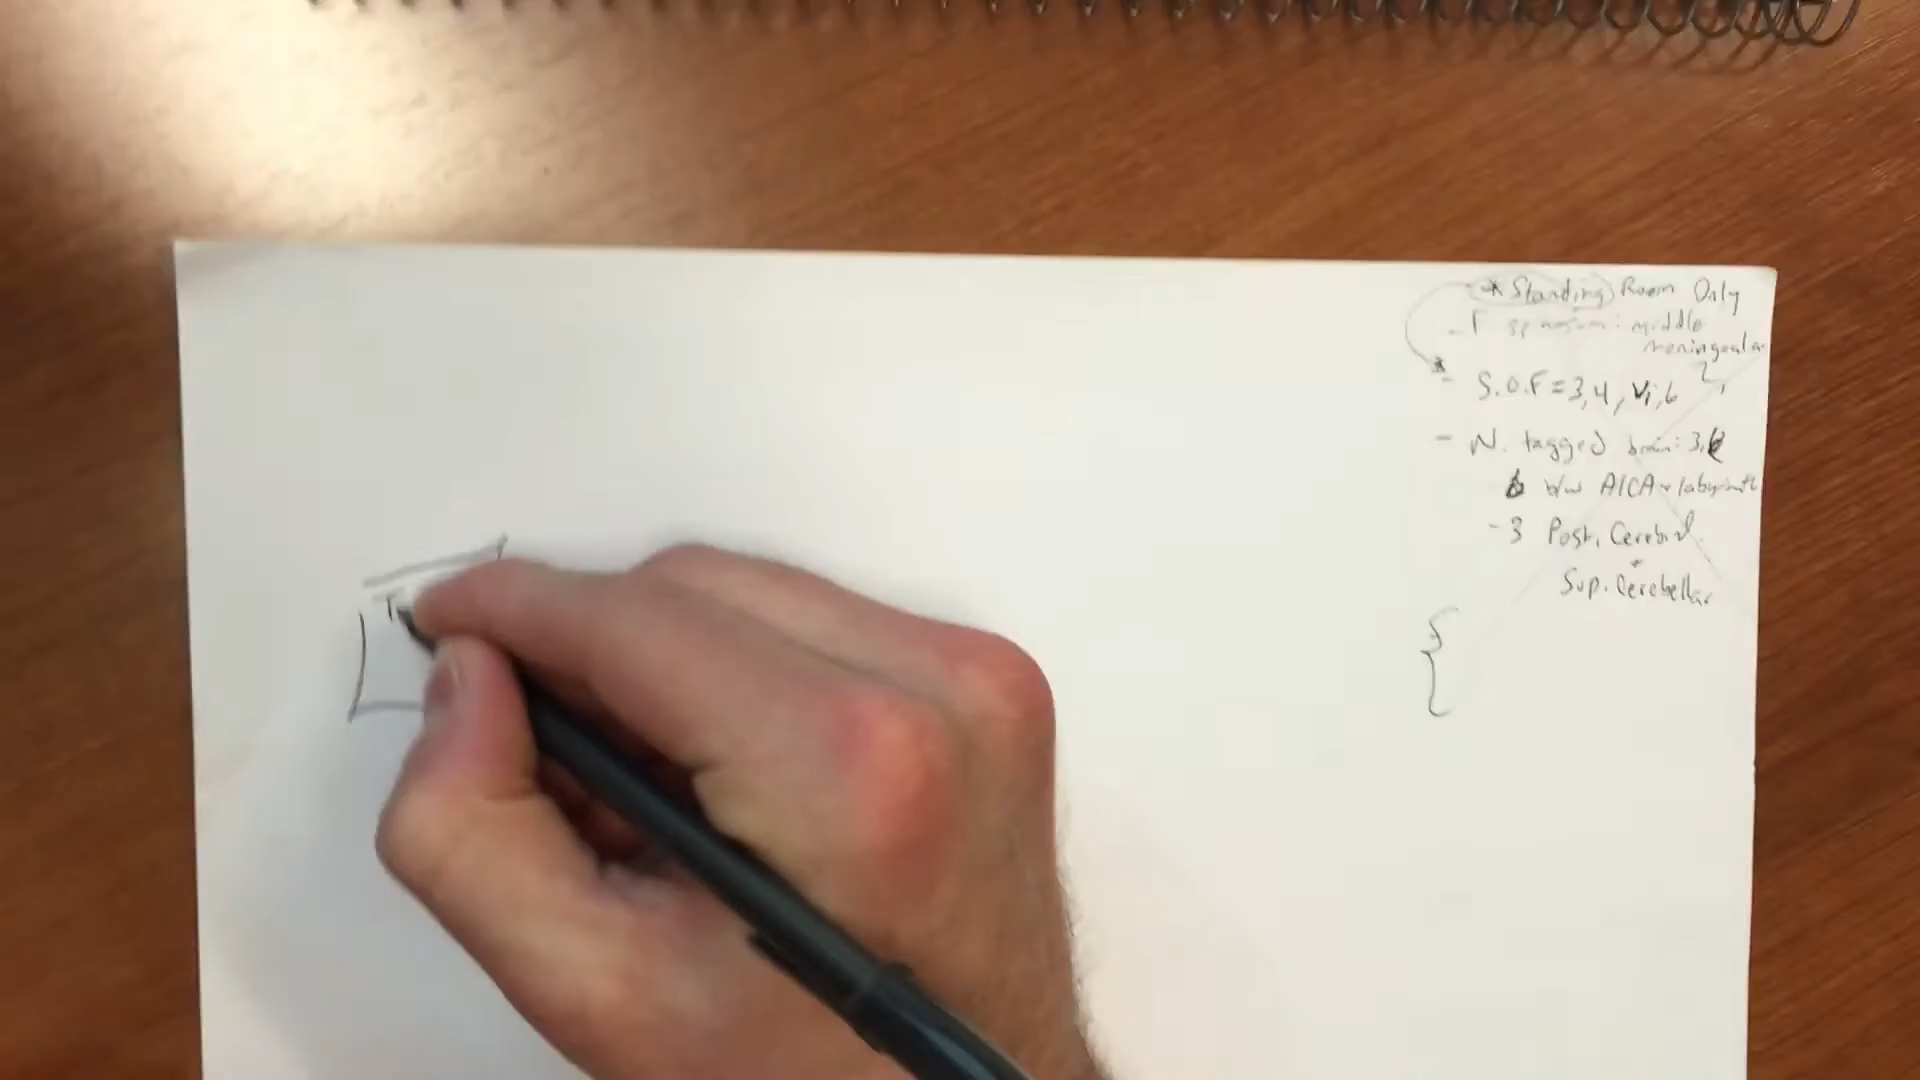 * Standing Room Only
- F spinosum: middle
meningeal a
* - S.O.F = 3,4, Vi, 6
- N. tagged brain: 3,6
6 b/w AICA + labyrinth
- 3 Post. Cerebral
+
Sup. Cerebellar
T